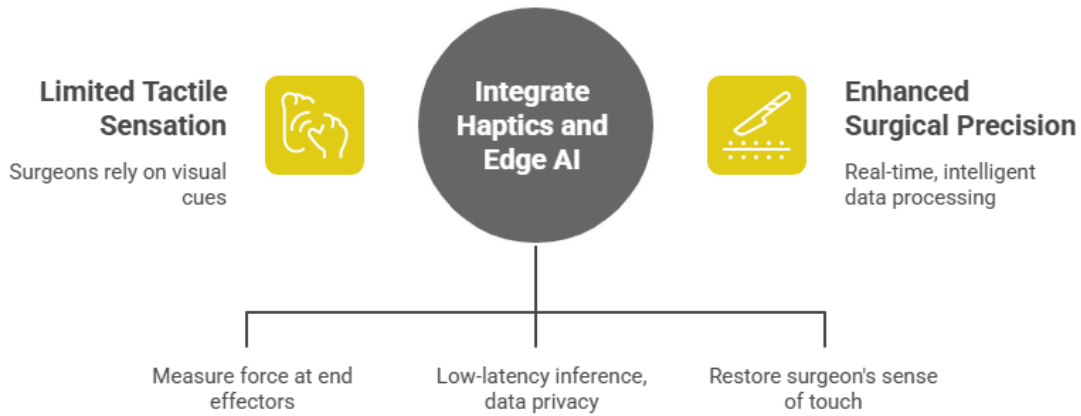 Limited Tactile
Sensation
Surgeons rely on visual
cues
Integrate
Haptics and
Edge AI
Enhanced
Surgical Precision
Real-time, intelligent
data processing
Measure force at end
effectors
Low-latency inference,
data privacy
Restore surgeon's sense
of touch